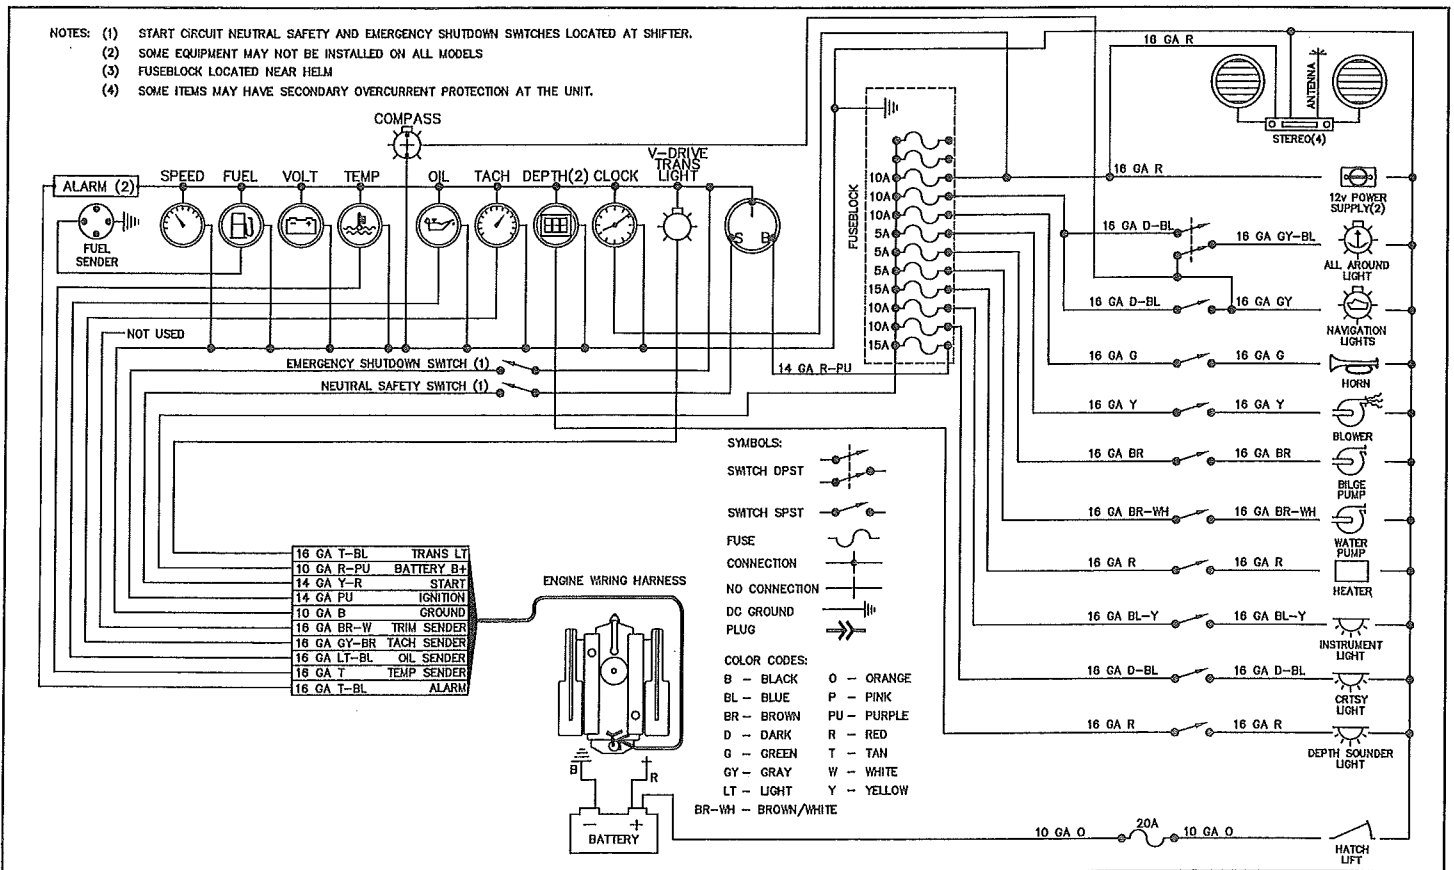 NOTES: (1) START CIRCUIT NEUTRAL SAFETY AND EMERGENCY SHUTDOWN SWITCHES LOCATED AT SHIFTER.
(2) SOME EQUIPMENT MAY NOT BE INSTALLED ON ALL MODELS
(3) FUSEBLOCK LOCATED NEAR HELM
(4) SOME ITEMS MAY HAVE SECONDARY OVERCURRENT PROTECTION AT THE UNIT.
COMPASS
V-DRIVE
TRANS
LIGHT
ALARM (2)
SPEED FUEL VOLT TEMP OIL TACH DEPTH(2) CLOCK
FUEL
SENDER
S B
NOT USED
EMERGENCY SHUTDOWN SWITCH (1)
NEUTRAL SAFETY SWITCH (1)
14 GA R-PU
FUSEBLOCK
10A
10A
10A
5A
5A
5A
15A
10A
10A
15A
16 GA R
ANTENNA
STEREO(4)
16 GA R
12v POWER
SUPPLY(2)
16 GA D-BL
16 GA GY-BL
ALL AROUND
LIGHT
16 GA D-BL 16 GA GY
NAVIGATION
LIGHTS
16 GA G 16 GA G
HORN
16 GA Y 16 GA Y
BLOWER
16 GA BR 16 GA BR
BILGE
PUMP
16 GA BR-WH 16 GA BR-WH
WATER
PUMP
16 GA R 16 GA R
HEATER
16 GA BL-Y 16 GA BL-Y
INSTRUMENT
LIGHT
16 GA D-BL 16 GA D-BL
CRTSY
LIGHT
16 GA R 16 GA R
DEPTH SOUNDER
LIGHT
10 GA O 20A 10 GA O
HATCH
LIFT
SYMBOLS:
SWITCH DPST
SWITCH SPST
FUSE
CONNECTION
NO CONNECTION
DC GROUND
PLUG
COLOR CODES:
B - BLACK O - ORANGE
BL - BLUE P - PINK
BR - BROWN PU - PURPLE
D - DARK R - RED
G - GREEN T - TAN
GY - GRAY W - WHITE
LT - LIGHT Y - YELLOW
BR-WH - BROWN/WHITE
16 GA T-BL TRANS LT
10 GA R-PU BATTERY B+
14 GA Y-R START
14 GA PU IGNITION
10 GA B GROUND
16 GA BR-W TRIM SENDER
16 GA GY-BR TACH SENDER
16 GA LT-BL OIL SENDER
16 GA T TEMP SENDER
16 GA T-BL ALARM
ENGINE WIRING HARNESS
B + R
- +
BATTERY